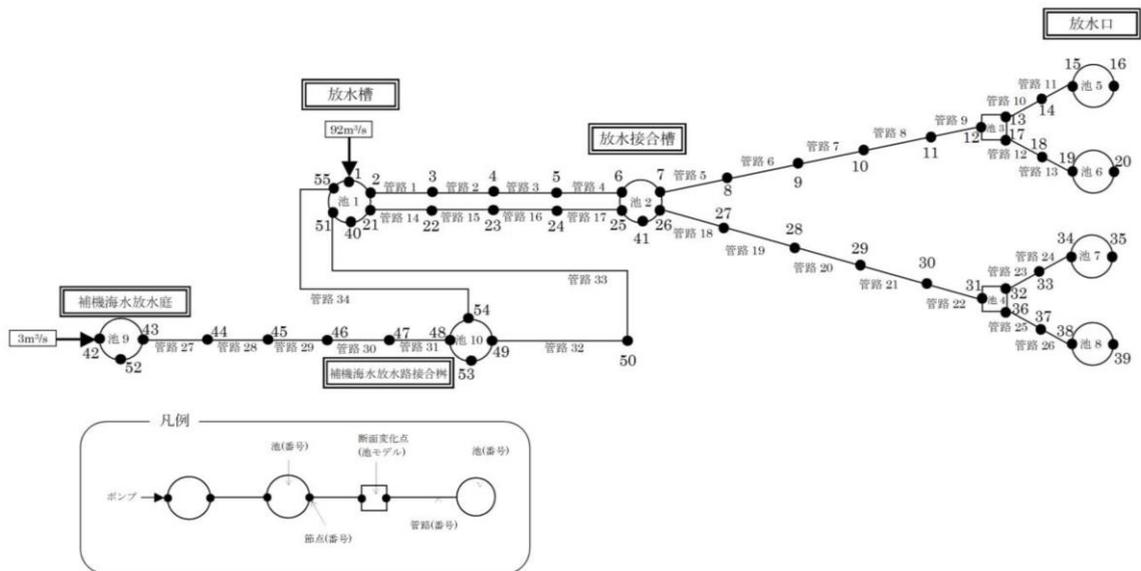 放水口
15
16
管路 11
池 5
14
管路 10
13
12
池 3
17
管路 12
18
管路 13
19
池 6
20
管路 9
11
管路 8
10
管路 7
9
管路 6
8
管路 5
放水槽
92m³/s
放水接合槽
55
1
2
管路 1
3
管路 2
4
管路 3
5
管路 4
6
7
池 1
池 2
51
40
21
管路 14
22
管路 15
23
管路 16
24
管路 17
25
41
26
管路 18
27
管路 19
28
管路 20
29
管路 21
30
管路 22
31
池 4
32
管路 23
33
管路 24
34
池 7
35
36
管路 25
37
管路 26
38
池 8
39
管路 33
管路 34
補機海水放水庭
3m³/s
42
池 9
43
52
管路 27
44
管路 28
45
管路 29
46
管路 30
47
管路 31
48
54
池 10
49
53
管路 32
50
補機海水放水路接合桝
凡例
池(番号)
断面変化点
(池モデル)
池(番号)
ポンプ
節点(番号)
管路(番号)